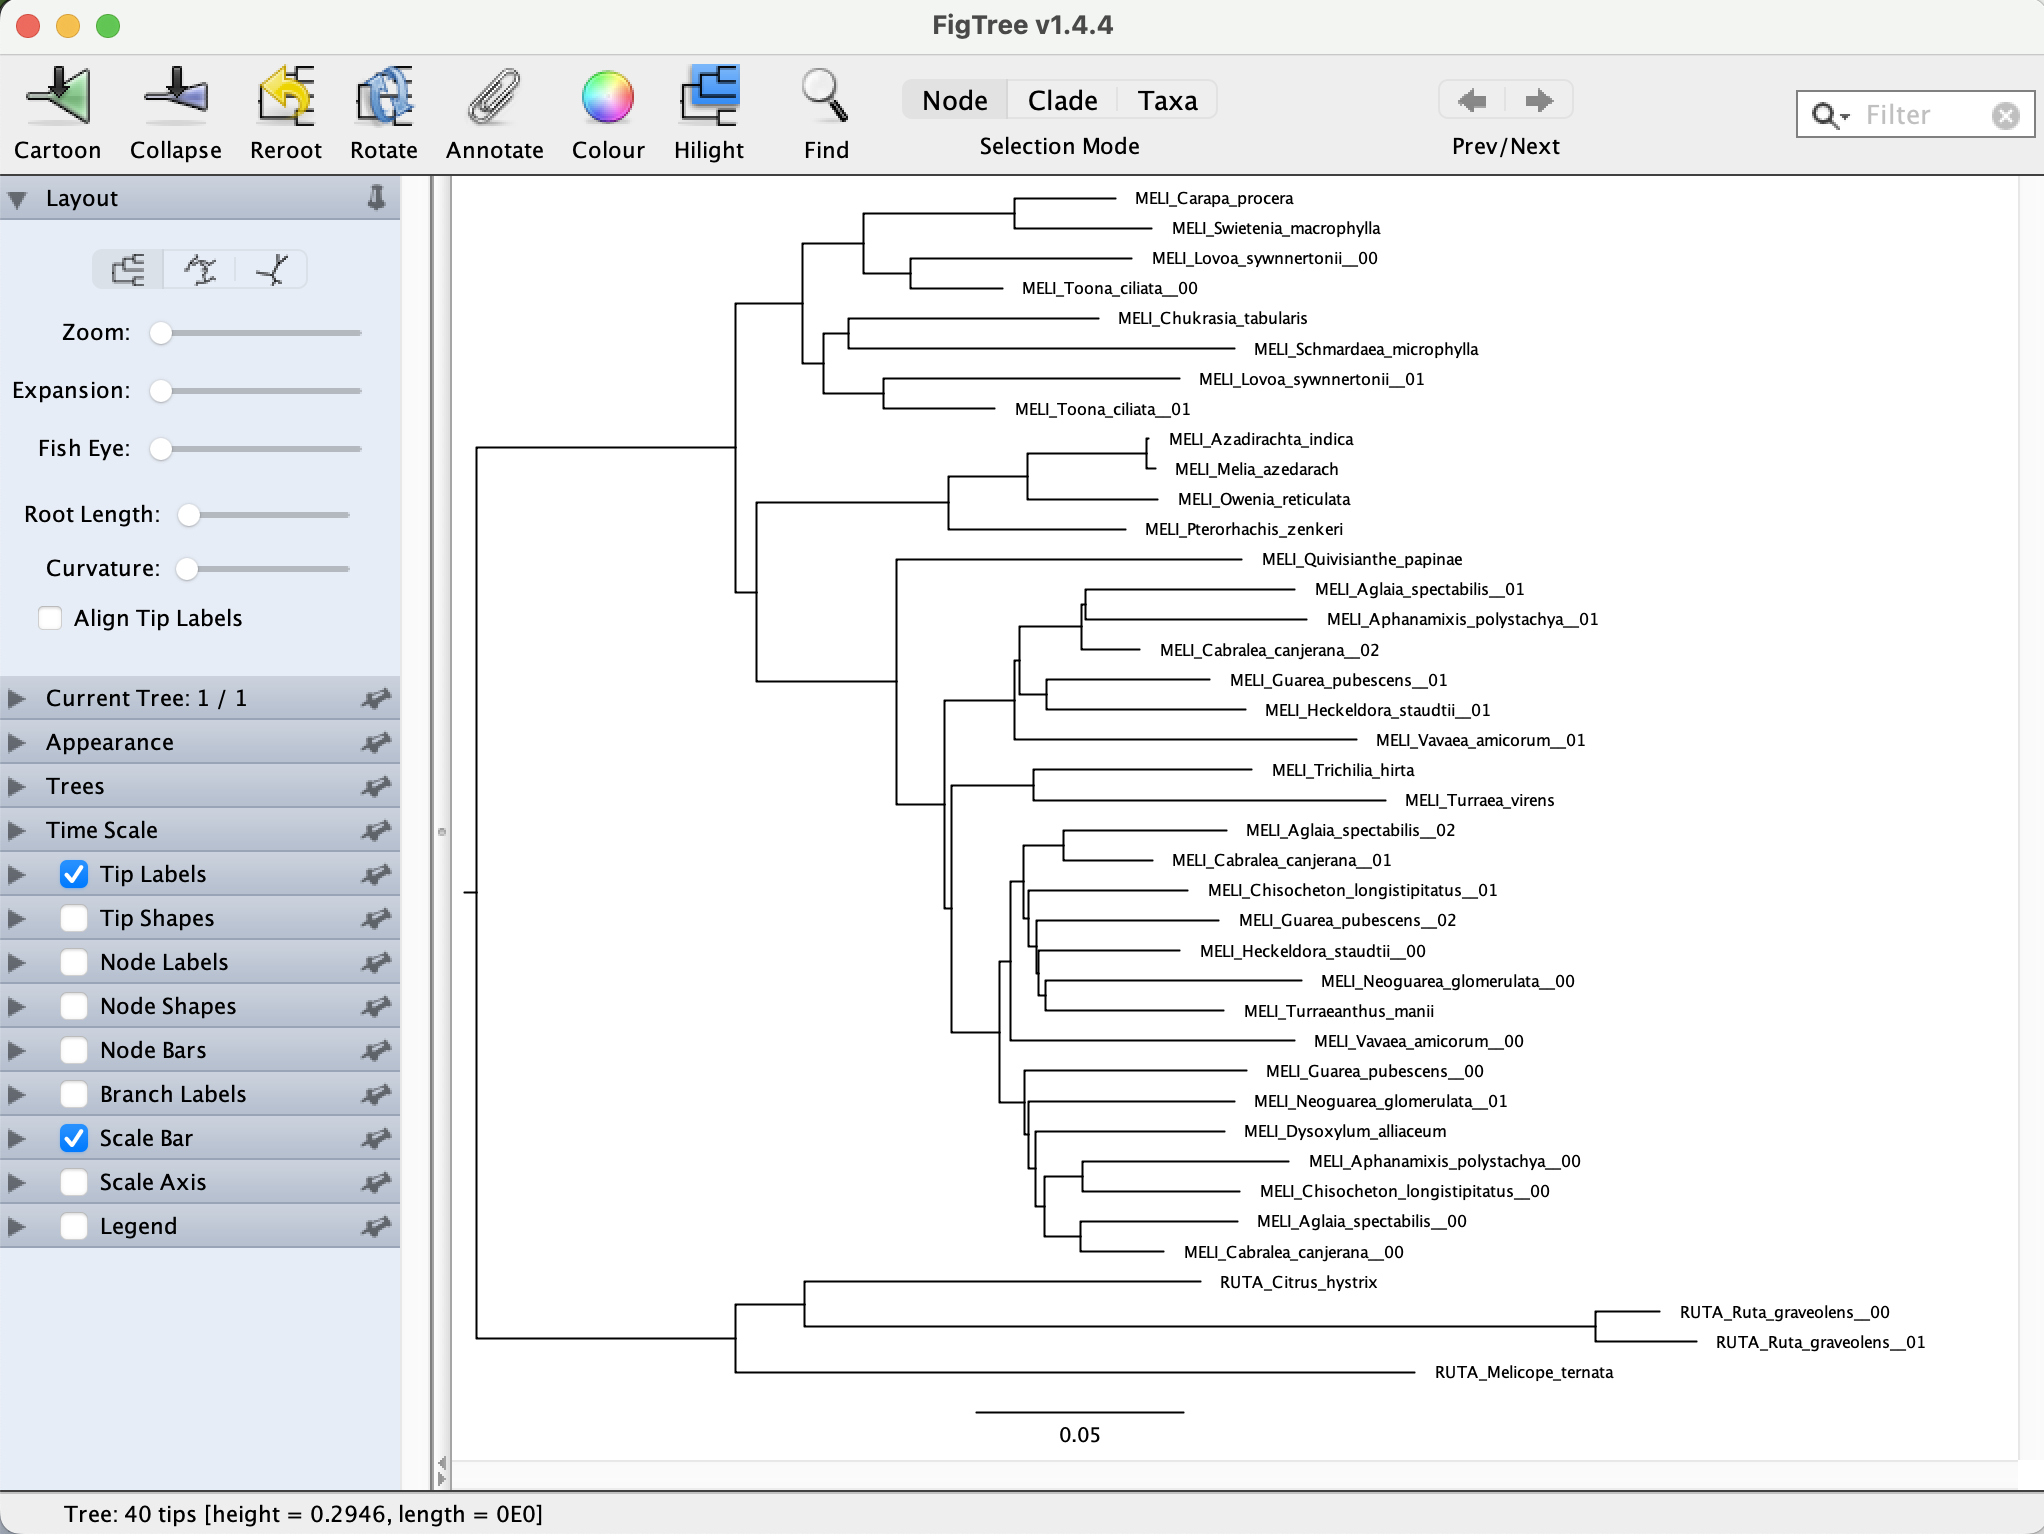 FigTree v1.4.4
Cartoon Collapse Reroot Rotate Annotate Colour Hilight Find
Node Clade Taxa
Selection Mode
Prev/Next
Filter
Layout
Zoom:
Expansion:
Fish Eye:
Root Length:
Curvature:
Align Tip Labels
Current Tree: 1 / 1
Appearance
Trees
Time Scale
Tip Labels
Tip Shapes
Node Labels
Node Shapes
Node Bars
Branch Labels
Scale Bar
Scale Axis
Legend
MELI_Carapa_procera
MELI_Swietenia_macrophylla
MELI_Lovoa_sywnnertonii__00
MELI_Toona_ciliata__00
MELI_Chukrasia_tabularis
MELI_Schmardaea_microphylla
MELI_Lovoa_sywnnertonii__01
MELI_Toona_ciliata__01
MELI_Azadirachta_indica
MELI_Melia_azedarach
MELI_Owenia_reticulata
MELI_Pterorhachis_zenkeri
MELI_Quivisianthe_papinae
MELI_Aglaia_spectabilis__01
MELI_Aphanamixis_polystachya__01
MELI_Cabralea_canjerana__02
MELI_Guarea_pubescens__01
MELI_Heckeldora_staudtii__01
MELI_Vavaea_amicorum__01
MELI_Trichilia_hirta
MELI_Turraea_virens
MELI_Aglaia_spectabilis__02
MELI_Cabralea_canjerana__01
MELI_Chisocheton_longistipitatus__01
MELI_Guarea_pubescens__02
MELI_Heckeldora_staudtii__00
MELI_Neoguarea_glomerulata__00
MELI_Turraeanthus_manii
MELI_Vavaea_amicorum__00
MELI_Guarea_pubescens__00
MELI_Neoguarea_glomerulata__01
MELI_Dysoxylum_alliaceum
MELI_Aphanamixis_polystachya__00
MELI_Chisocheton_longistipitatus__00
MELI_Aglaia_spectabilis__00
MELI_Cabralea_canjerana__00
RUTA_Citrus_hystrix
RUTA_Ruta_graveolens__00
RUTA_Ruta_graveolens__01
RUTA_Melicope_ternata
0.05
Tree: 40 tips [height = 0.2946, length = 0E0]